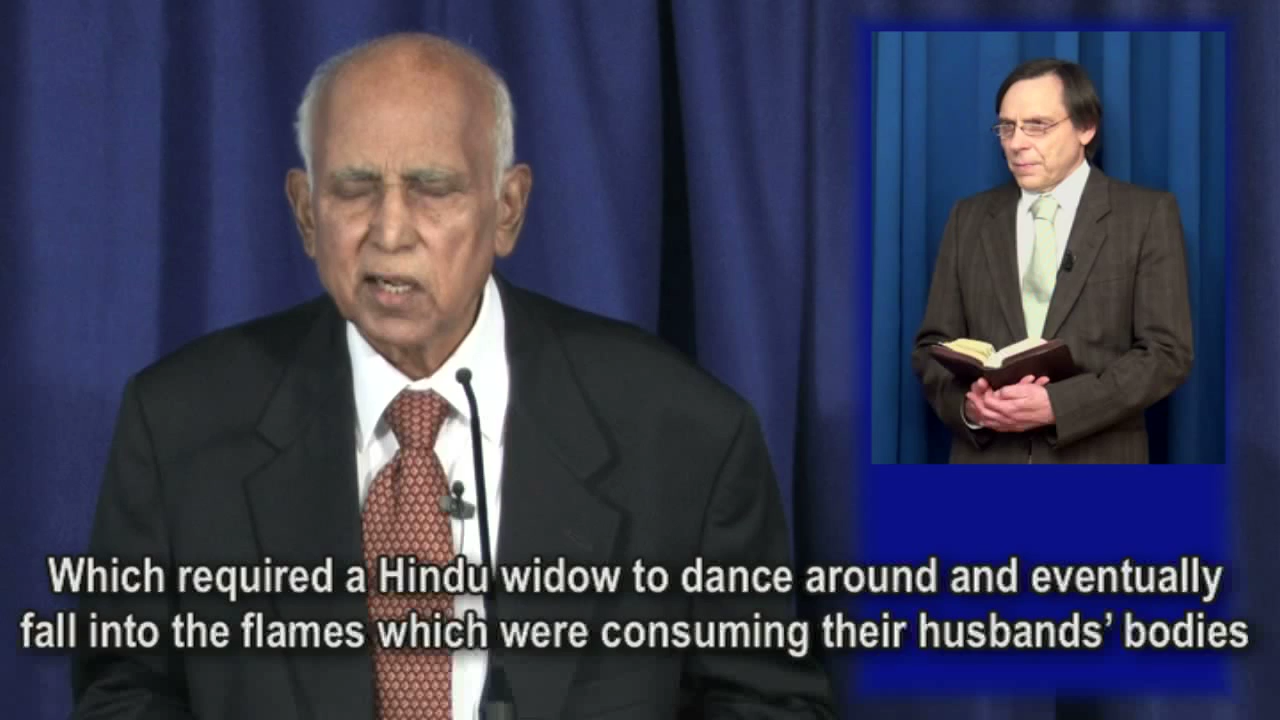 Which required a Hindu widow to dance around and eventually
fall into the flames which were consuming their husbands’ bodies